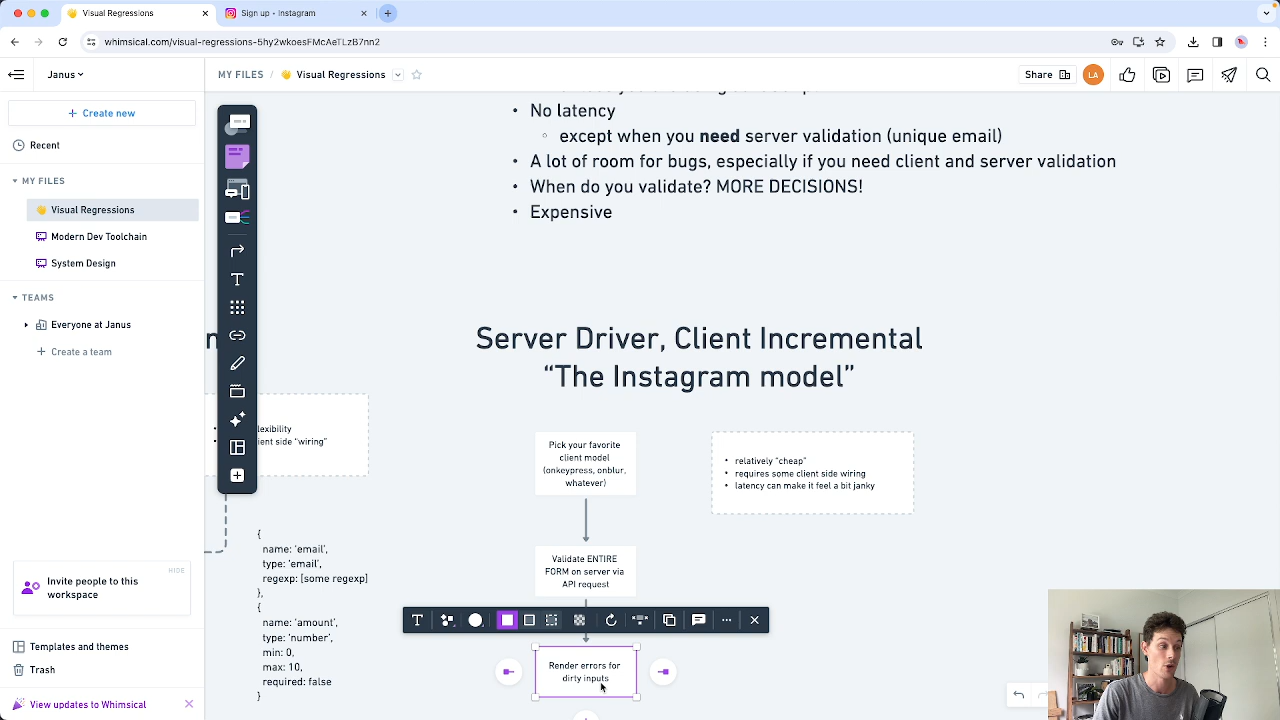 Visual Regressions
Sign up • Instagram
whimsical.com/visual-regressions-5hy2wkoesFMcAeTLzB7nn2
Janus
MY FILES / Visual Regressions
Share
LA
Create new
Recent
MY FILES
Visual Regressions
Modern Dev Toolchain
System Design
TEAMS
Everyone at Janus
Create a team
Invite people to this
workspace
HIDE
Templates and themes
Trash
View updates to Whimsical
• No latency
◦ except when you need server validation (unique email)
• A lot of room for bugs, especially if you need client and server validation
• When do you validate? MORE DECISIONS!
• Expensive
Server Driver, Client Incremental
“The Instagram model”
Pick your favorite
client model
(onkeypress, onblur,
whatever)
• relatively “cheap”
• requires some client side wiring
• latency can make it feel a bit janky
Validate ENTIRE
FORM on server via
API request
Render errors for
dirty inputs
lexibility
ient side “wiring”
{
name: 'email',
type: 'email',
regexp: [some regexp]
},
{
name: 'amount',
type: 'number',
min: 0,
max: 10,
required: false
}